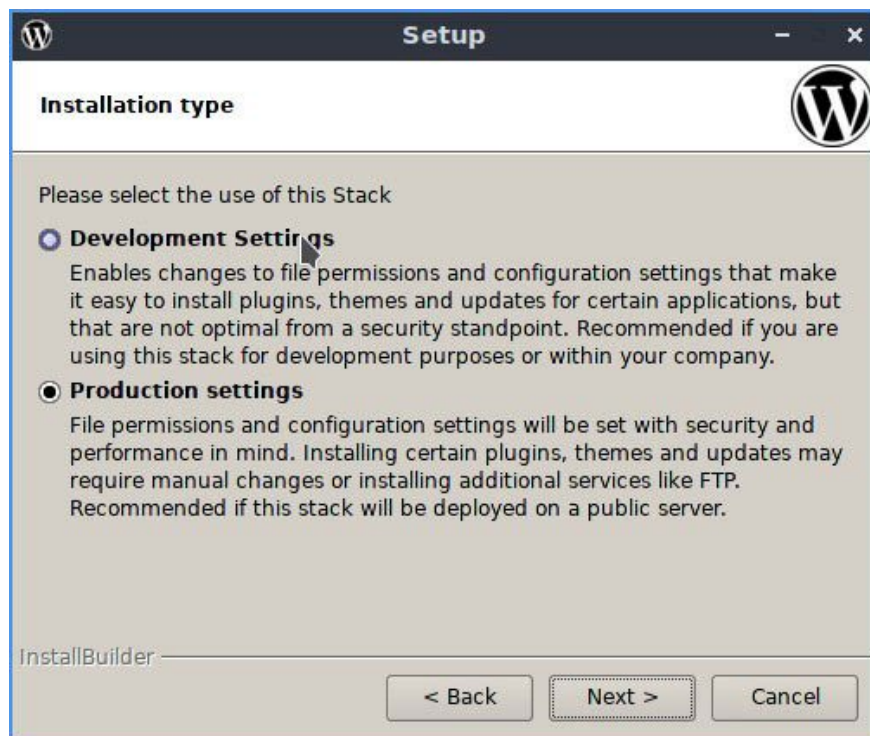 Setup
Installation type
Please select the use of this Stack
Development Settings
Enables changes to file permissions and configuration settings that make
it easy to install plugins, themes and updates for certain applications, but
that are not optimal from a security standpoint. Recommended if you are
using this stack for development purposes or within your company.
Production settings
File permissions and configuration settings will be set with security and
performance in mind. Installing certain plugins, themes and updates may
require manual changes or installing additional services like FTP.
Recommended if this stack will be deployed on a public server.
InstallBuilder
< Back
Next >
Cancel